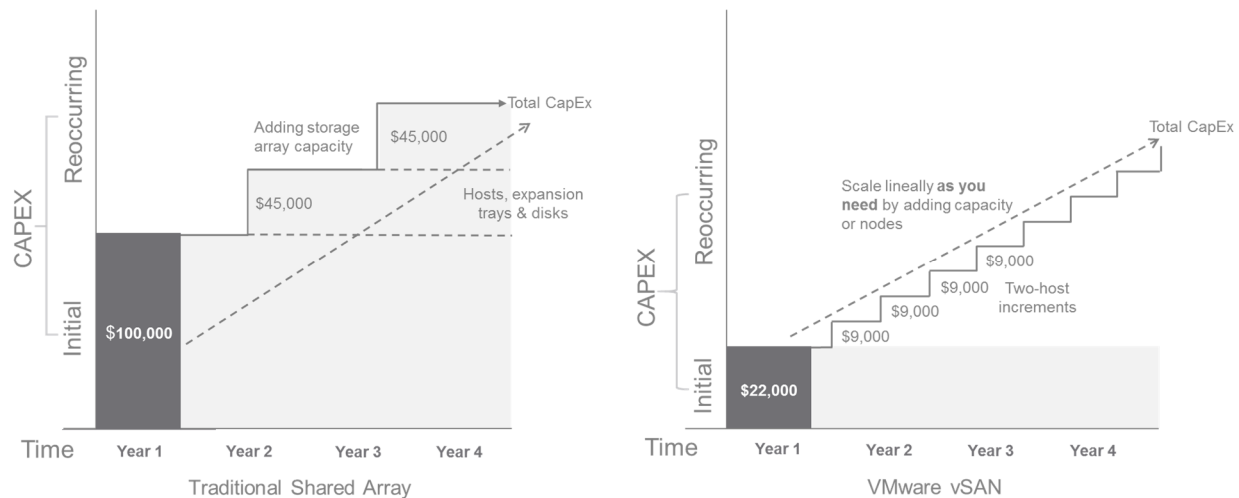 CAPEX
Reoccurring
Initial
Total CapEx
Adding storage
array capacity
$45,000
$45,000
Hosts, expansion
trays & disks
$100,000
Time
Year 1
Year 2
Year 3
Year 4
Traditional Shared Array
CAPEX
Reoccurring
Initial
Total CapEx
Scale lineally as you
need by adding capacity
or nodes
$9,000
$9,000
$9,000
$9,000
Two-host
increments
$22,000
Time
Year 1
Year 2
Year 3
Year 4
VMware vSAN